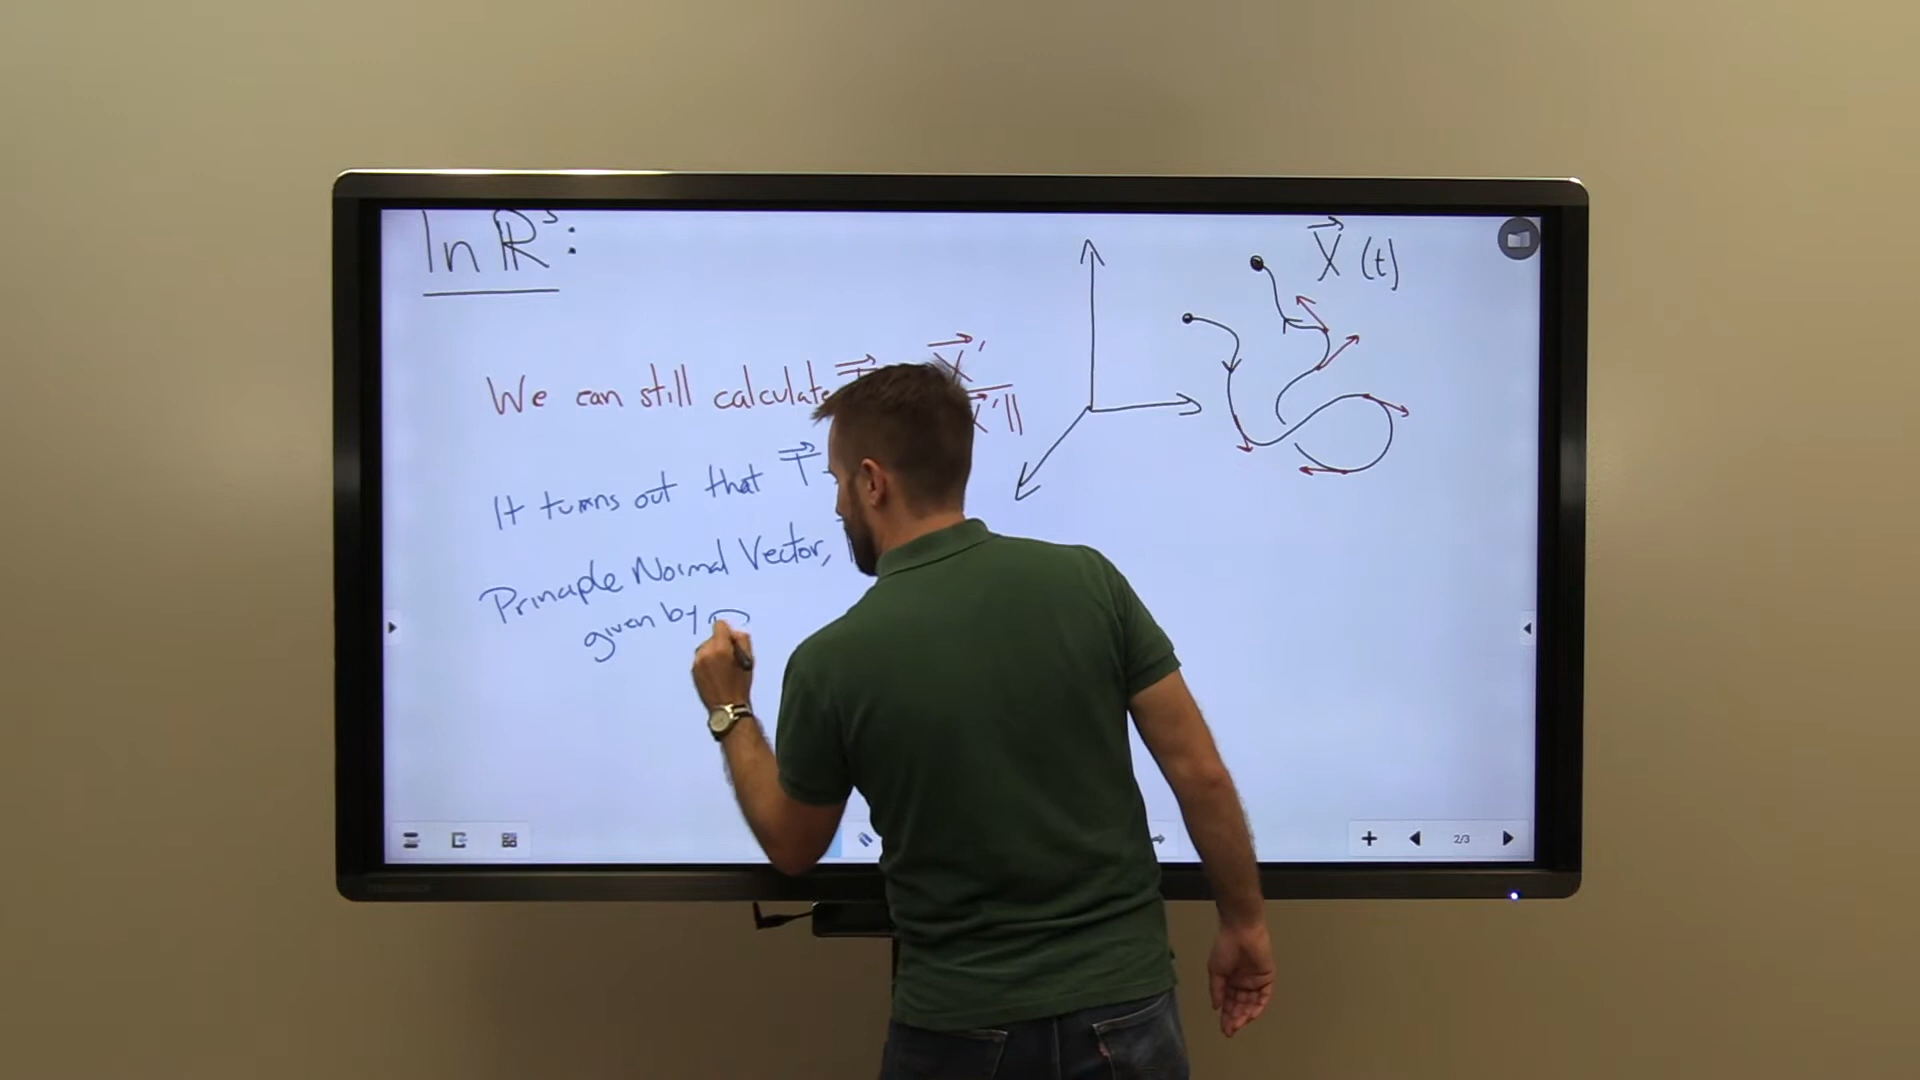 In ℝ³:
X⃗ (t)
We can still calculate X⃗'
X'||
It turns out that T⃗
Principle Normal Vector,
given by
2/3